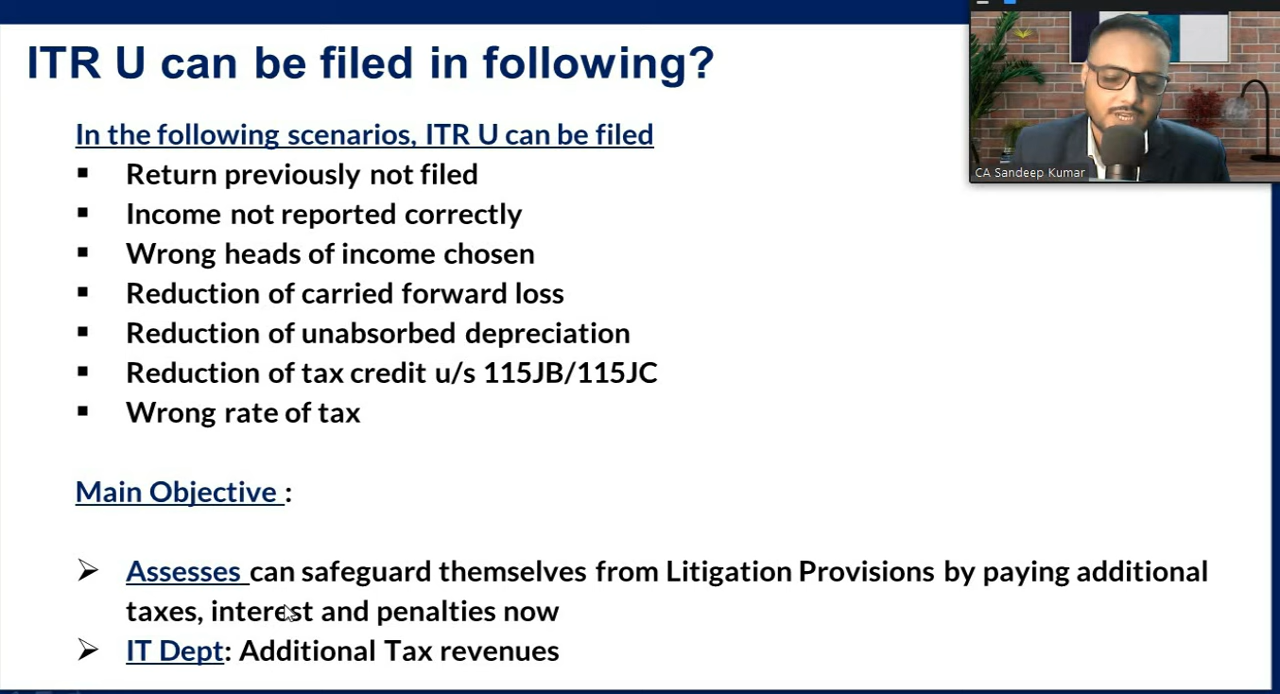 ITR U can be filed in following?
CA Sandeep Kumar
In the following scenarios, ITR U can be filed
▪ Return previously not filed
▪ Income not reported correctly
▪ Wrong heads of income chosen
▪ Reduction of carried forward loss
▪ Reduction of unabsorbed depreciation
▪ Reduction of tax credit u/s 115JB/115JC
▪ Wrong rate of tax
Main Objective :
➢ Assesses can safeguard themselves from Litigation Provisions by paying additional
taxes, interest and penalties now
➢ IT Dept: Additional Tax revenues